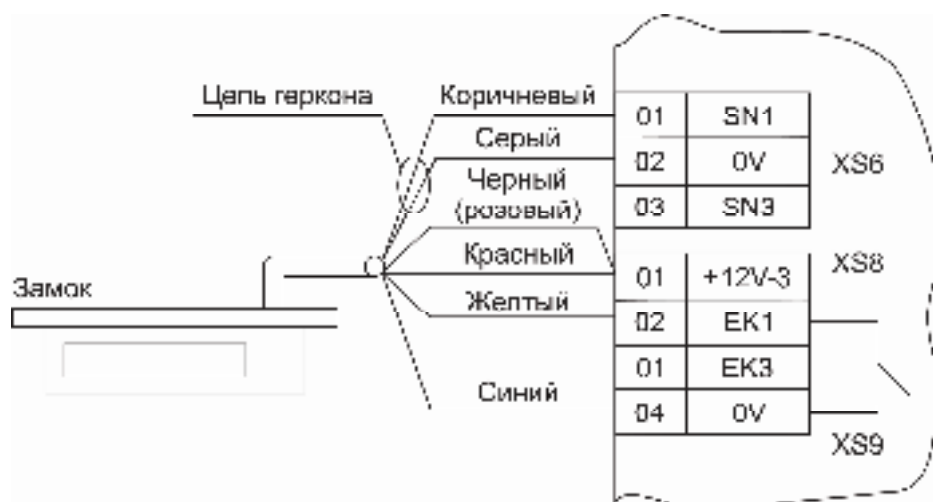 Цепь геркона
Коричневый
Серый
Черный
(розовый)
Красный
Желтый
Синий
Замок
01 SN1
02 0V
03 SN3
XS6
01 +12V-3
02 EK1
XS8
01 EK3
04 0V
XS9